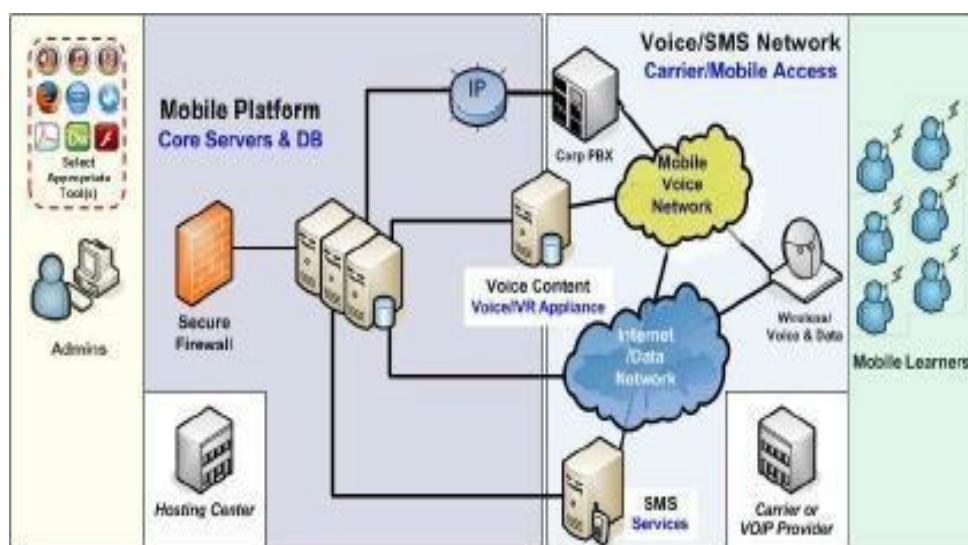 Select
Appropriate
Tool(s)
Admins
Mobile Platform
Core Servers & DB
Secure
Firewall
Hosting Center
IP
Voice/SMS Network
Carrier/Mobile Access
Corp PBX
Mobile
Voice
Network
Voice Content
Voice/VR Appliance
Internet
/Data
Network
Wireless/
Voice & Data
SMS
Services
Carrier or
VOIP Provider
Mobile Learners